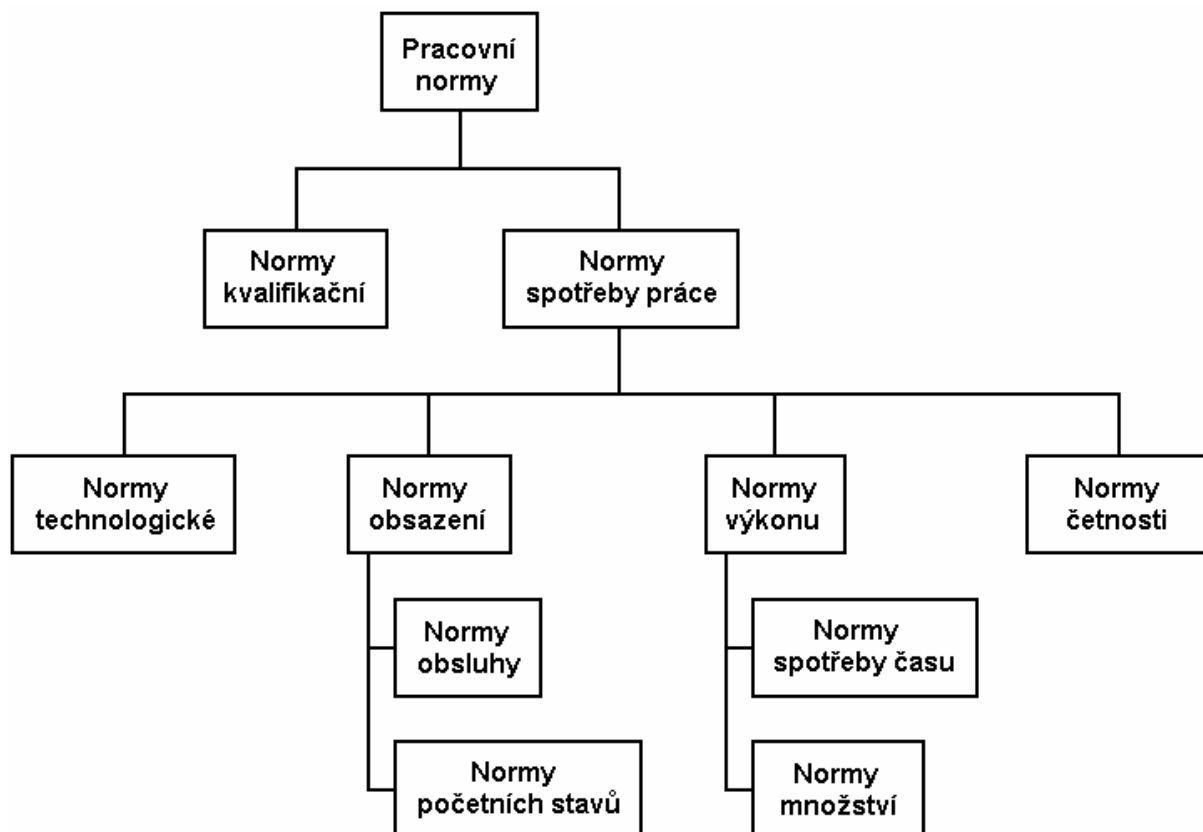 Pracovní
normy
Normy
kvalifikační
Normy
spotřeby práce
Normy
technologické
Normy
obsazení
Normy
výkonu
Normy
četnosti
Normy
obsluhy
Normy
spotřeby času
Normy
početních stavů
Normy
množství